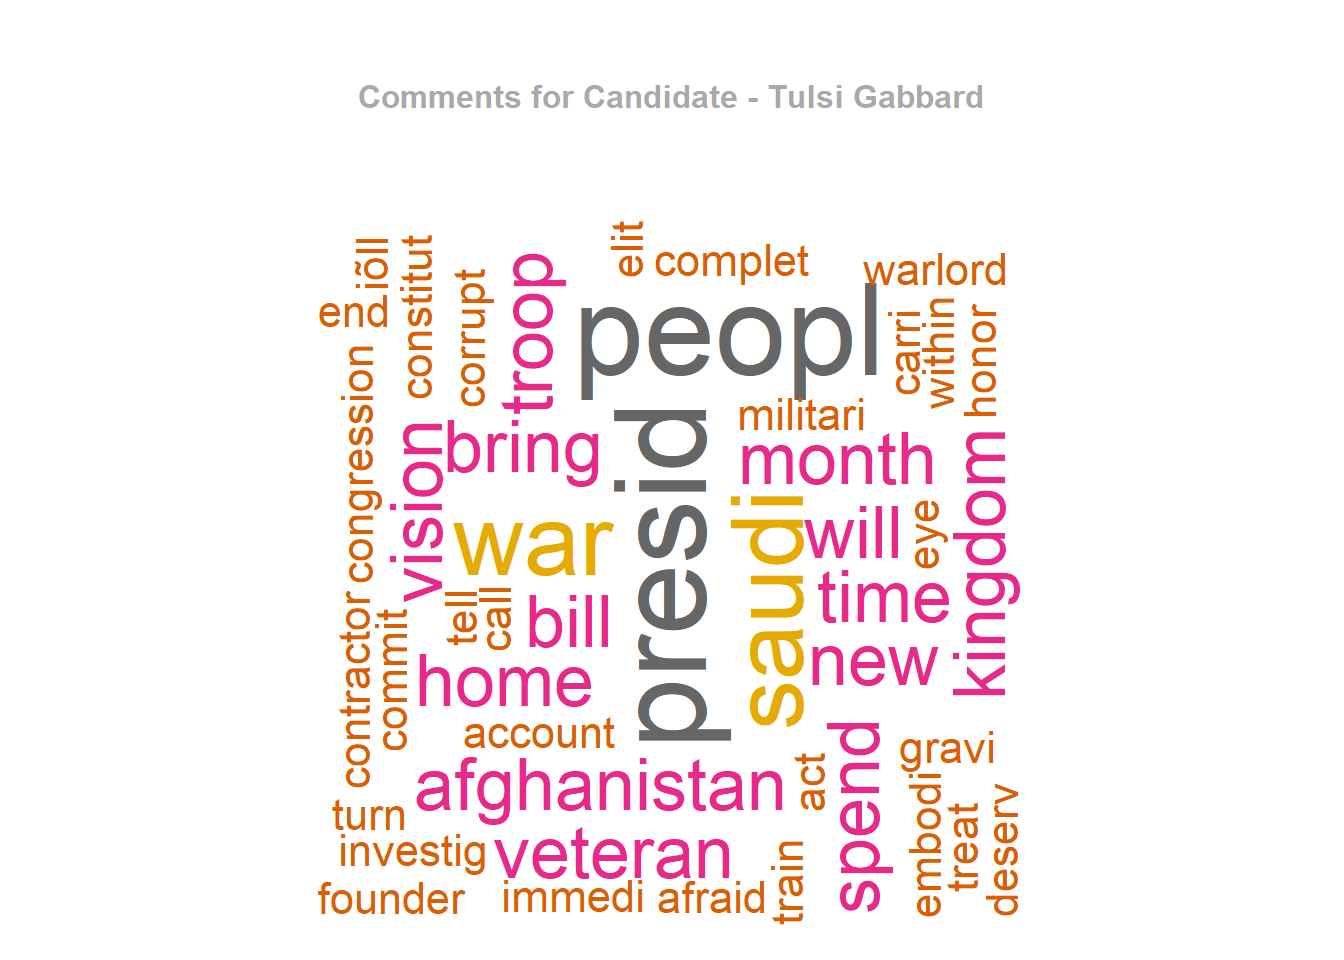 Comments for Candidate - Tulsi Gabbard
elit
complet
warlord
iõll
constitut
corrupt
troop
peopl
end
carri
within
honor
congression
militari
vision
bring
month
kingdom
presid
saudi
war
will
eye
time
tell
call
bill
contractor
commit
home
new
account
spend
gravi
afghanistan
act
turn
embodi
treat
deserv
investig
veteran
train
founder
immedi
afraid